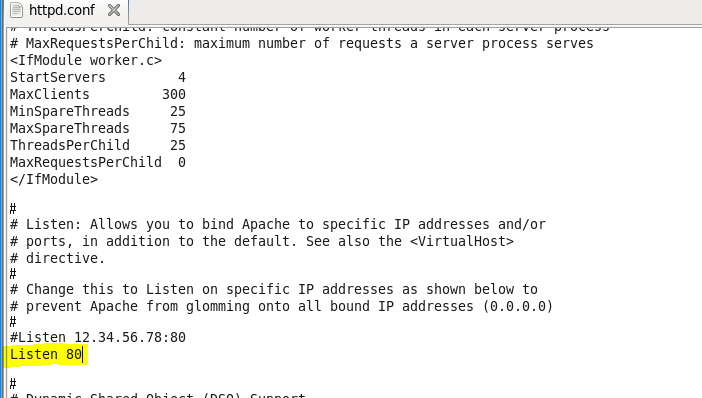 httpd.conf
# ThreadsPerChild: constant number of worker threads in each server process
# MaxRequestsPerChild: maximum number of requests a server process serves
<IfModule worker.c>
StartServers         4
MaxClients         300
MinSpareThreads     25
MaxSpareThreads     75
ThreadsPerChild     25
MaxRequestsPerChild  0
</IfModule>
#
# Listen: Allows you to bind Apache to specific IP addresses and/or
# ports, in addition to the default. See also the <VirtualHost>
# directive.
#
# Change this to Listen on specific IP addresses as shown below to
# prevent Apache from glomming onto all bound IP addresses (0.0.0.0)
#
#Listen 12.34.56.78:80
Listen 80
#
# Dynamic Shared Object (DSO) Support